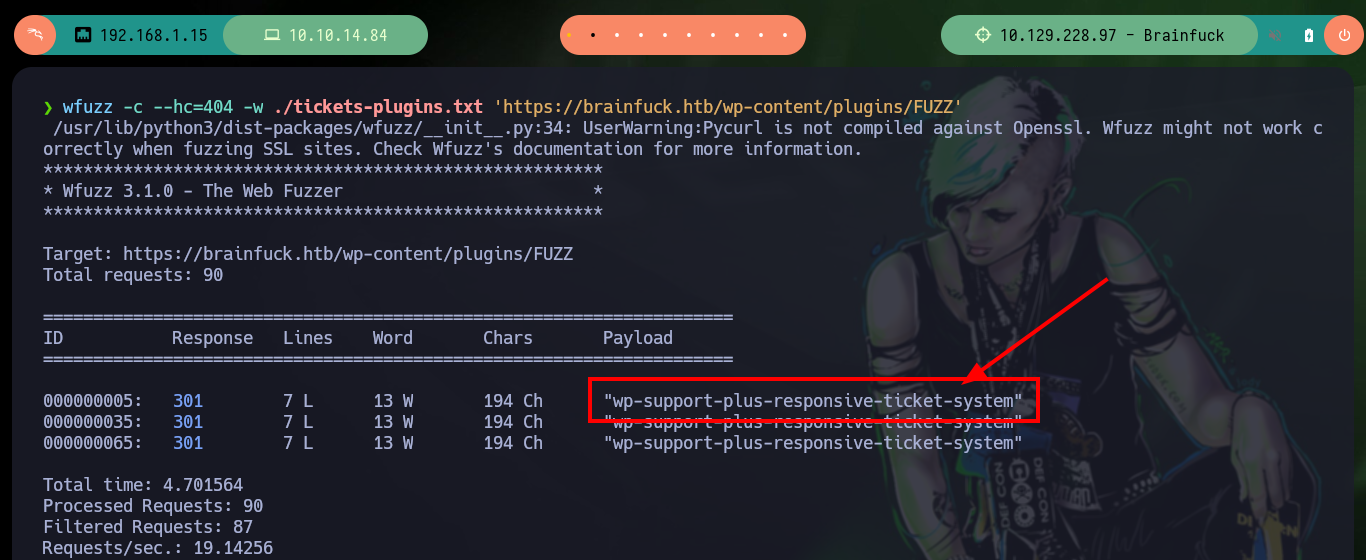 192.168.1.15 10.10.14.84 10.129.228.97 - Brainfuck
❯ wfuzz -c --hc=404 -w ./tickets-plugins.txt 'https://brainfuck.htb/wp-content/plugins/FUZZ'
/usr/lib/python3/dist-packages/wfuzz/__init__.py:34: UserWarning:Pycurl is not compiled against Openssl. Wfuzz might not work c
orrectly when fuzzing SSL sites. Check Wfuzz's documentation for more information.
********************************************************
* Wfuzz 3.1.0 - The Web Fuzzer                         *
********************************************************
Target: https://brainfuck.htb/wp-content/plugins/FUZZ
Total requests: 90
=====================================================================
ID           Response   Lines    Word       Chars       Payload
=====================================================================
000000005:   301        7 L      13 W       194 Ch      "wp-support-plus-responsive-ticket-system"
000000035:   301        7 L      13 W       194 Ch      "wp-support-plus-responsive-ticket-system"
000000065:   301        7 L      13 W       194 Ch      "wp-support-plus-responsive-ticket-system"
Total time: 4.701564
Processed Requests: 90
Filtered Requests: 87
Requests/sec.: 19.14256
DEF CON
DEF CON